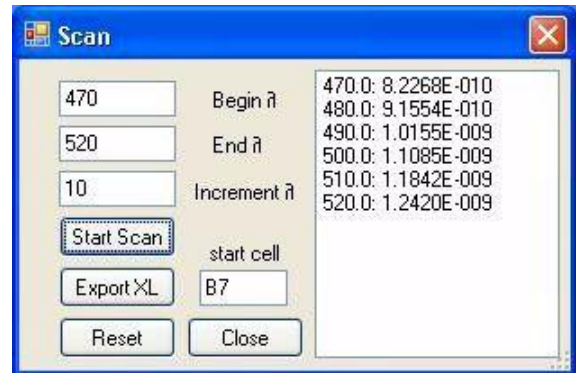 Scan
470 Begin λ
520 End λ
10 Increment λ
Start Scan
start cell
Export XL B7
Reset Close
470.0: 8.2268E-010
480.0: 9.1554E-010
490.0: 1.0155E-009
500.0: 1.1085E-009
510.0: 1.1842E-009
520.0: 1.2420E-009